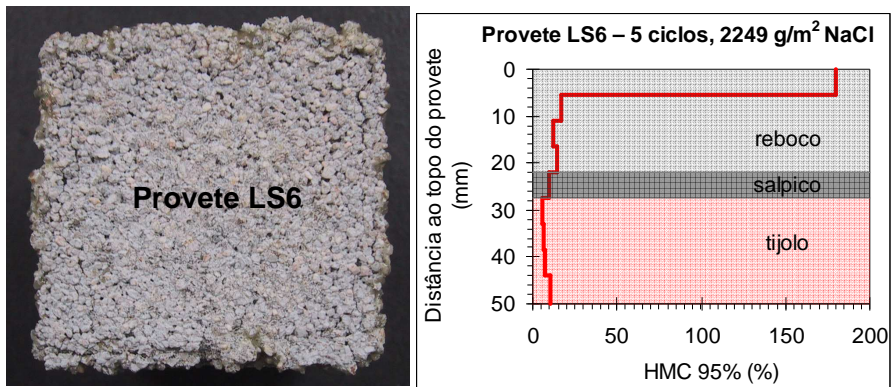 Provete LS6
Provete LS6 – 5 ciclos, 2249 g/m² NaCl
Distância ao topo do provete
(mm)
0
10
20
30
40
50
reboco
salpico
tijolo
0
50
100
150
200
HMC 95% (%)